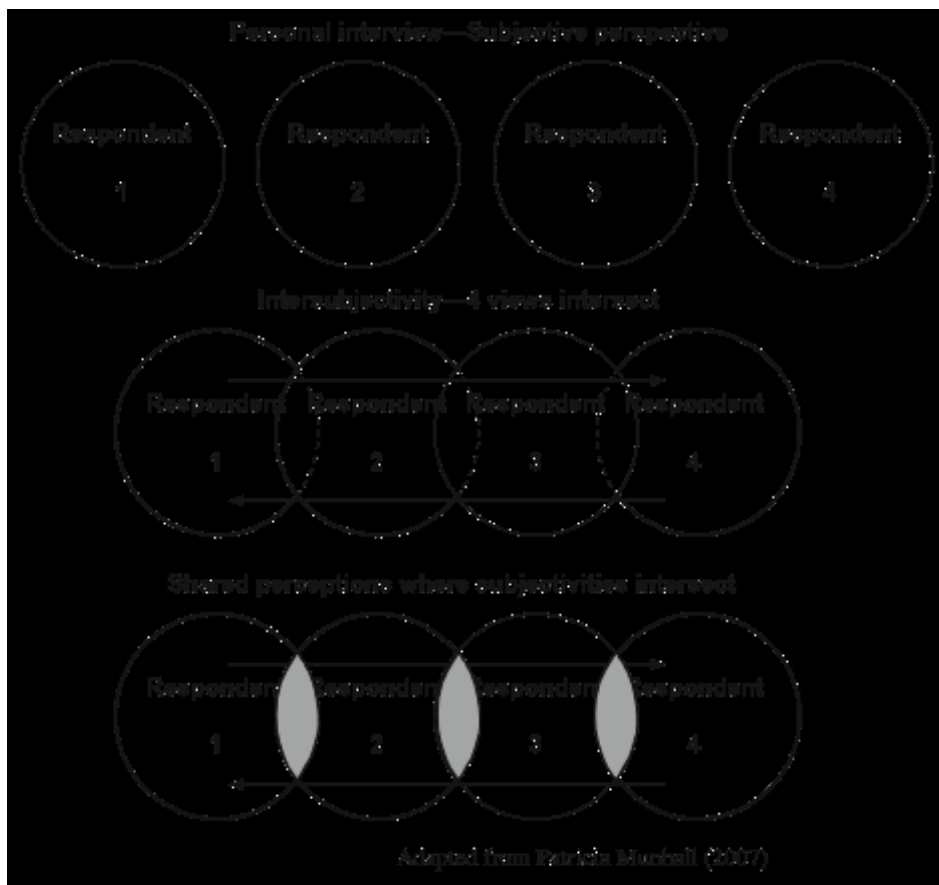 Personal interview—Subjective perspective
Respondent Respondent Respondent Respondent
1 2 3 4
Intersubjectivity—4 views intersect
Respondent Respondent Respondent Respondent
1 2 3 4
Shared perceptions where subjectivities intersect
Respondent Respondent Respondent Respondent
1 2 3 4
Adapted from Patricia Munhall (2007)